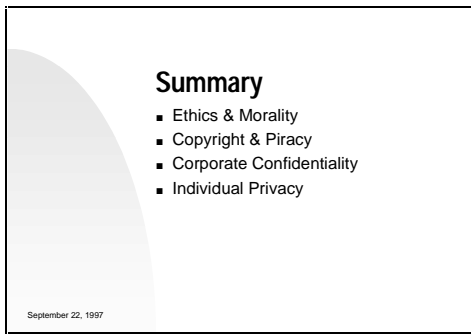 Summary
■ Ethics & Morality
■ Copyright & Piracy
■ Corporate Confidentiality
■ Individual Privacy
September 22, 1997